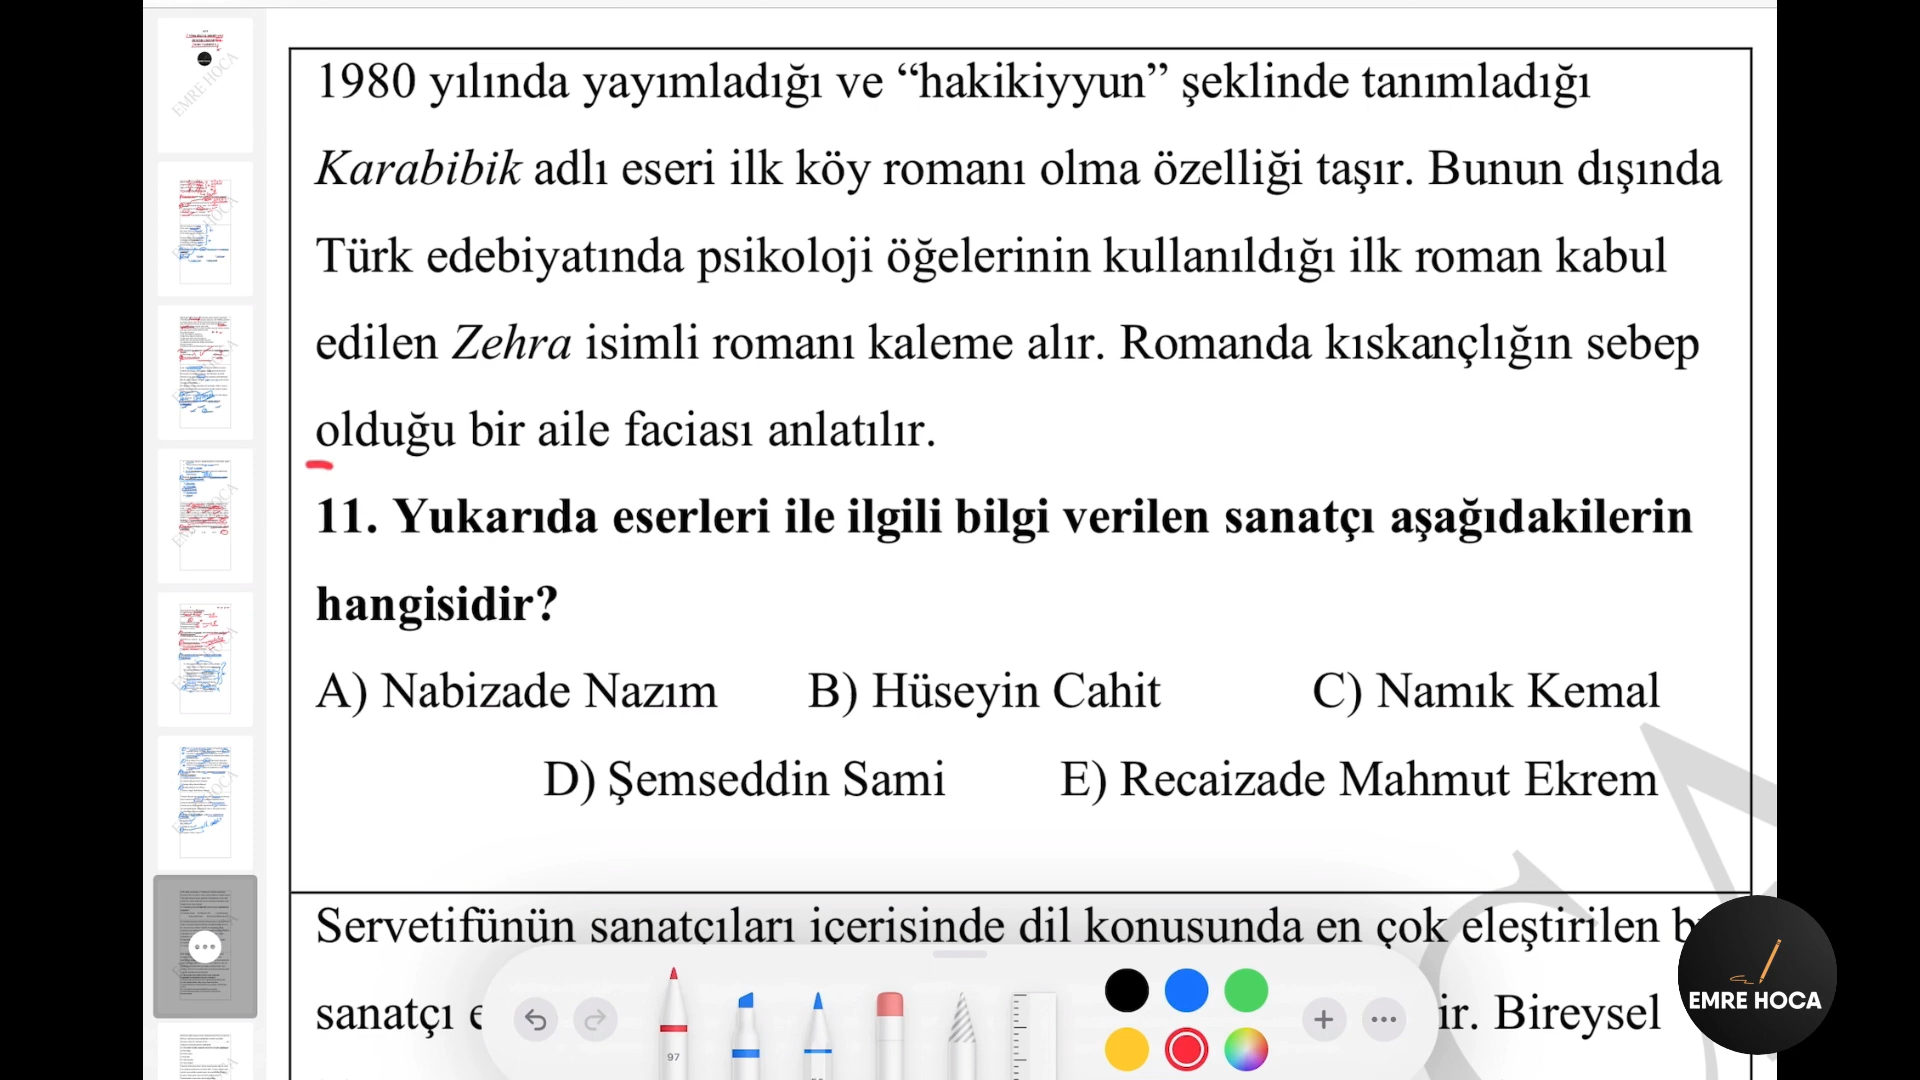 1980 yılında yayımladığı ve “hakikiyyun” şeklinde tanımladığı
Karabibik adlı eseri ilk köy romanı olma özelliği taşır. Bunun dışında
Türk edebiyatında psikoloji öğelerinin kullanıldığı ilk roman kabul
edilen Zehra isimli romanı kaleme alır. Romanda kıskançlığın sebep
olduğu bir aile faciası anlatılır.
11. Yukarıda eserleri ile ilgili bilgi verilen sanatçı aşağıdakilerin
hangisidir?
A) Nabizade Nazım B) Hüseyin Cahit C) Namık Kemal
D) Şemseddin Sami E) Recaizade Mahmut Ekrem
Servetifünün sanatçıları içerisinde dil konusunda en çok eleştirilen
sanatçı ir. Bireysel
97
EMRE HOCA